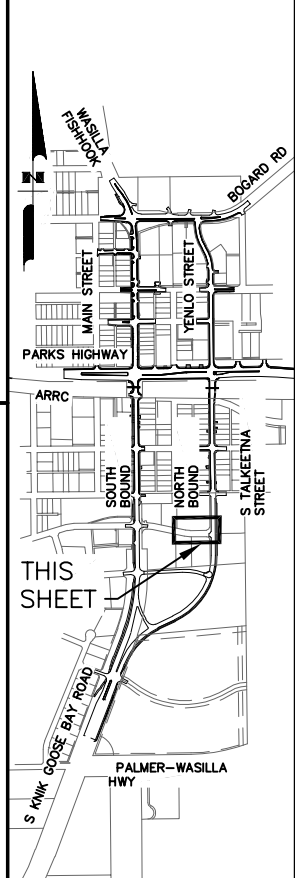 WASILLA
FISHHOOK
BOGARD RD
N
MAIN STREET
YENLO STREET
PARKS HIGHWAY
ARRC
SOUTH
BOUND
NORTH
BOUND
S TALKEETNA
STREET
THIS
SHEET
S KNIK GOOSE BAY ROAD
PALMER-WASILLA
HWY